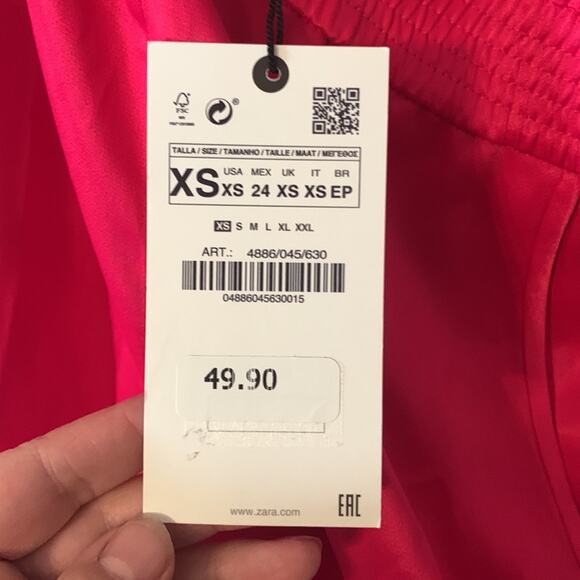 FSC
®
TALLA / SIZE / TAMANHO / TAILLE / MAAT / ΜΕΓΕΘΟΣ
XS
USA MEX UK IT BR
XS 24 XS XS EP
XS S M L XL XXL
ART.: 4886/045/630
04886045630015
49.90
www.zara.com
EAC